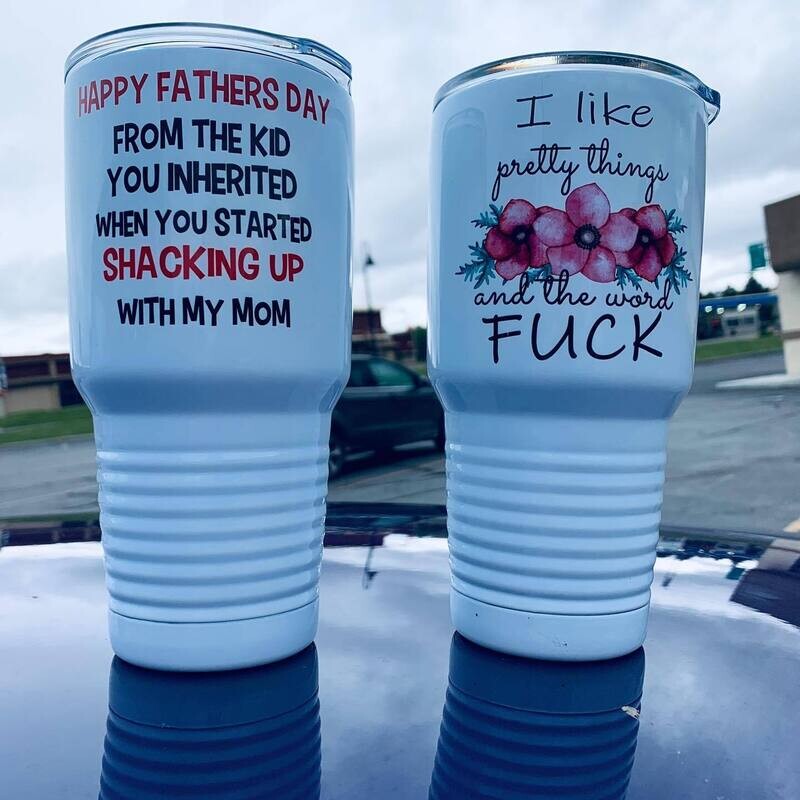 HAPPY FATHERS DAY
FROM THE KID
YOU INHERITED
WHEN YOU STARTED
SHACKING UP
WITH MY MOM
I like
pretty things
and the word
FUCK